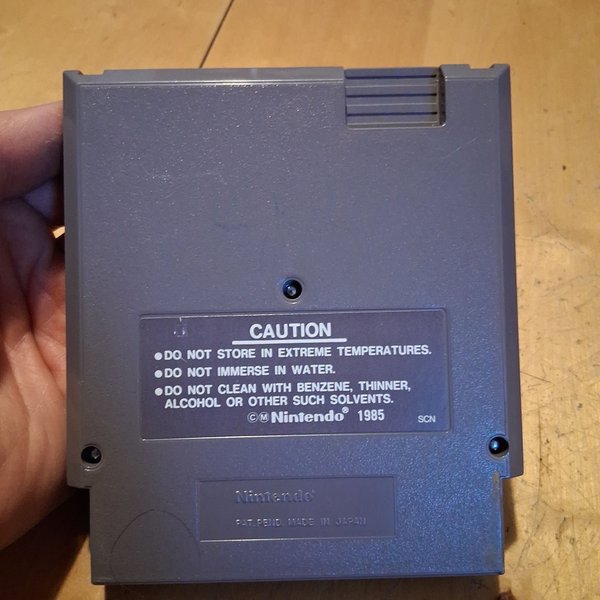 CAUTION
●DO NOT STORE IN EXTREME TEMPERATURES.
●DO NOT IMMERSE IN WATER.
●DO NOT CLEAN WITH BENZENE, THINNER,
ALCOHOL OR OTHER SUCH SOLVENTS.
ⒸⓂNintendo® 1985 SCN
Nintendo®
PAT. PEND. MADE IN JAPAN